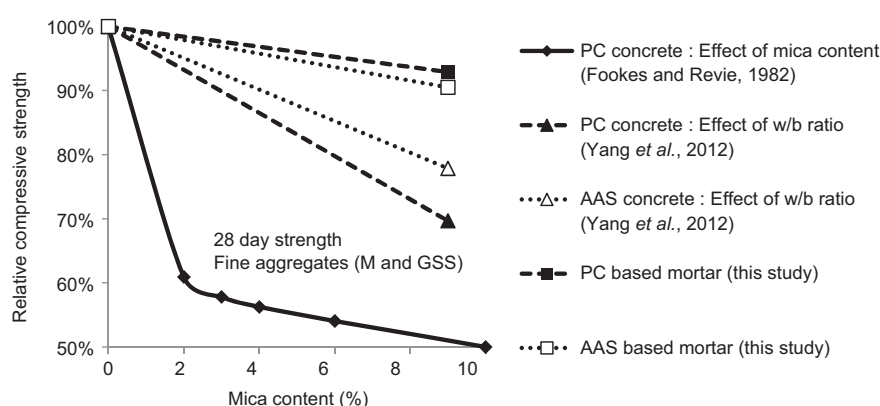 100%
90%
80%
70%
60%
50%
Relative compressive strength
28 day strength
Fine aggregates (M and GSS)
0
2
4
6
8
10
Mica content (%)
PC concrete : Effect of mica content
(Fookes and Revie, 1982)
PC concrete : Effect of w/b ratio
(Yang et al., 2012)
AAS concrete : Effect of w/b ratio
(Yang et al., 2012)
PC based mortar (this study)
AAS based mortar (this study)